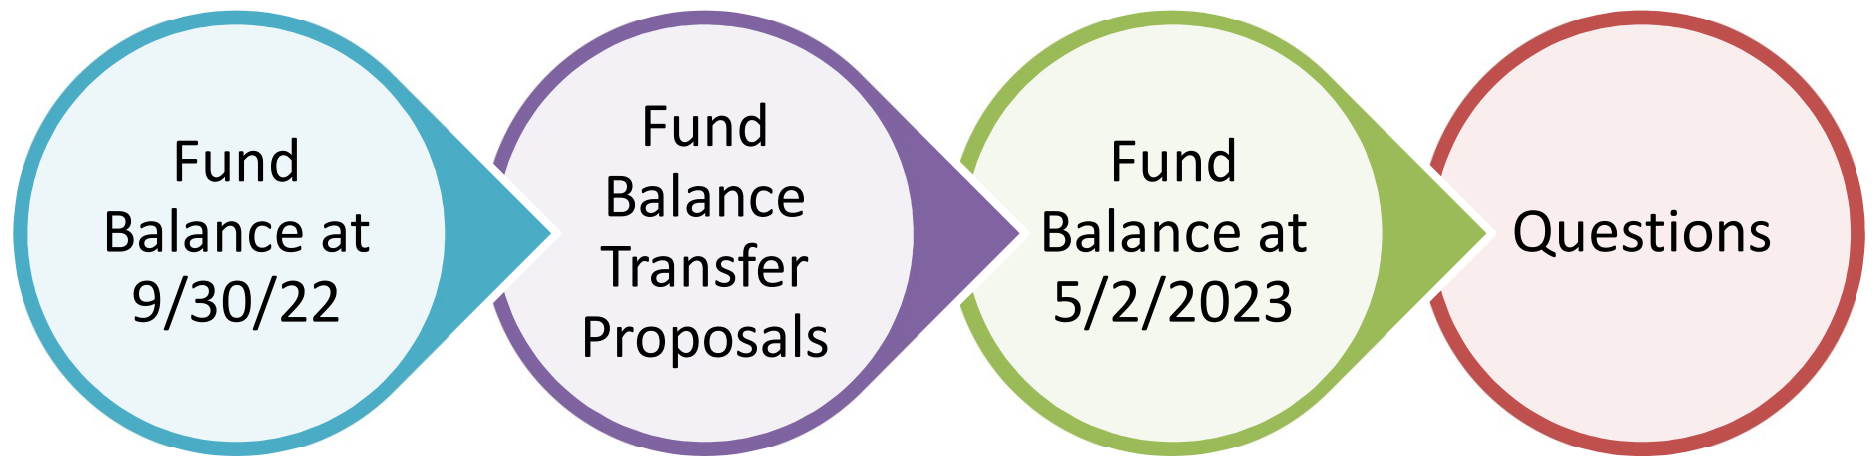 Fund
Balance at
9/30/22
Fund
Balance
Transfer
Proposals
Fund
Balance at
5/2/2023
Questions